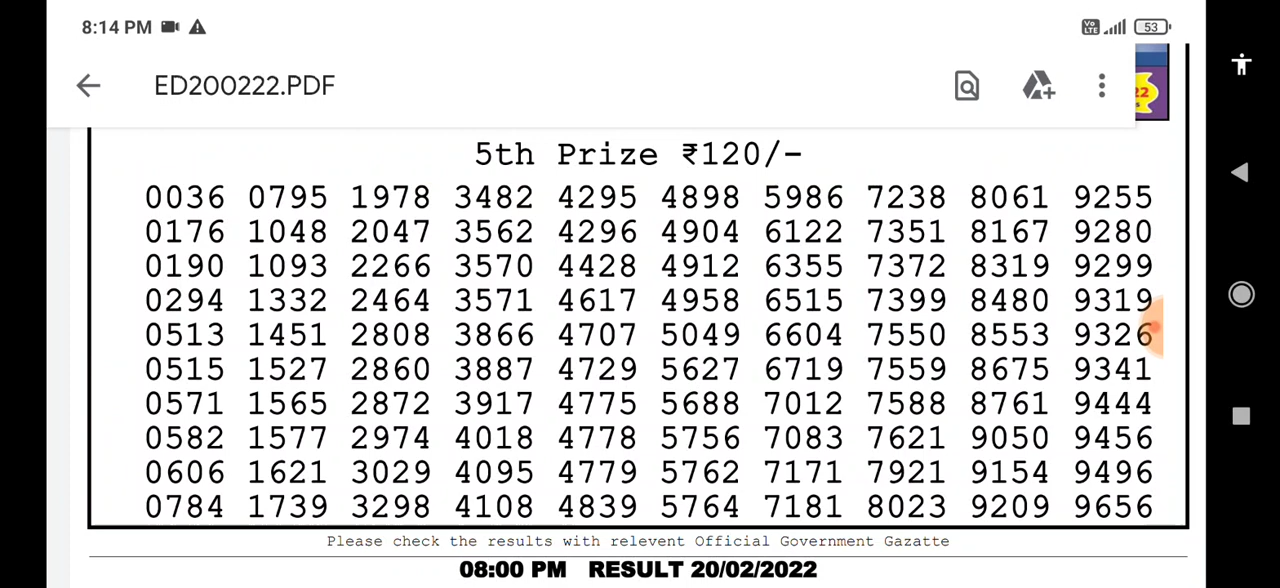 8:14 PM
Vo LTE 53
ED200222.PDF
22
5th Prize ₹120/-
0036 0795 1978 3482 4295 4898 5986 7238 8061 9255
0176 1048 2047 3562 4296 4904 6122 7351 8167 9280
0190 1093 2266 3570 4428 4912 6355 7372 8319 9299
0294 1332 2464 3571 4617 4958 6515 7399 8480 9319
0513 1451 2808 3866 4707 5049 6604 7550 8553 9326
0515 1527 2860 3887 4729 5627 6719 7559 8675 9341
0571 1565 2872 3917 4775 5688 7012 7588 8761 9444
0582 1577 2974 4018 4778 5756 7083 7621 9050 9456
0606 1621 3029 4095 4779 5762 7171 7921 9154 9496
0784 1739 3298 4108 4839 5764 7181 8023 9209 9656
Please check the results with relevent Official Government Gazatte
08:00 PM RESULT 20/02/2022